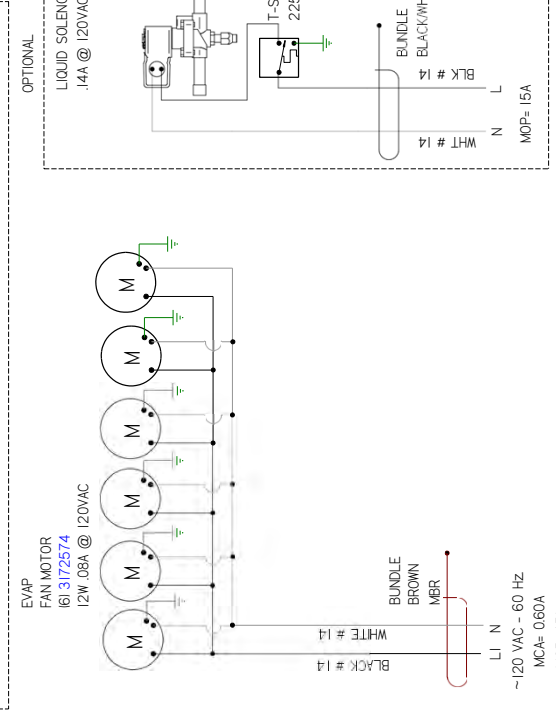 OPTIONAL
LIQUID SOLENO
.14A @ 120VAC
T-S
225
BUNDLE
BLACK/WH
BLK # 14
WHT # 14
L
N
MOP= 15A
EVAP
FAN MOTOR
(6) 3172574
12W .08A @ 120VAC
M
M
M
M
M
M
BUNDLE
BROWN
MBR
WHITE # 14
BLACK # 14
L1 N
~120 VAC - 60 HZ
MCA= 0.60A